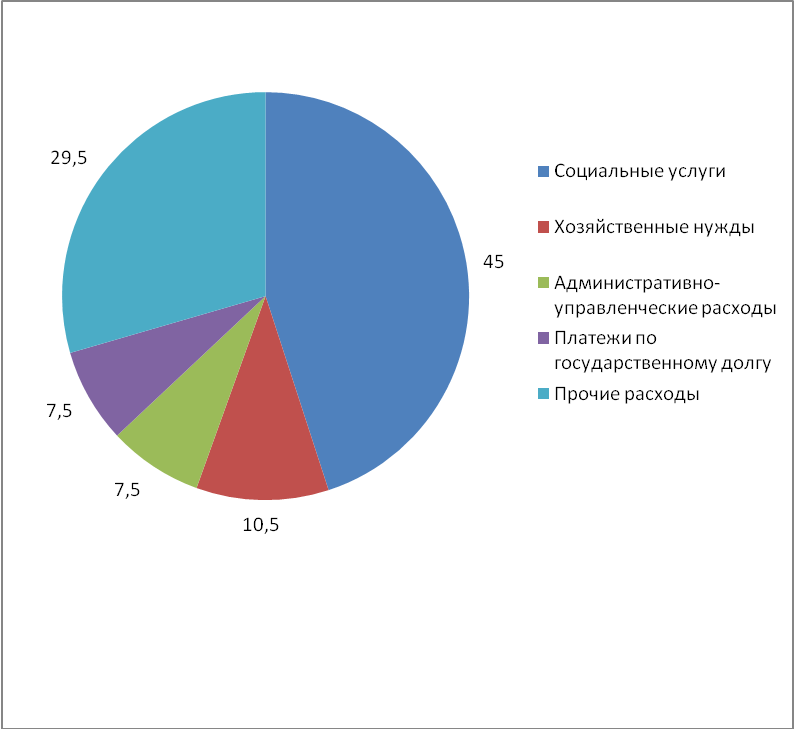 29,5
45
7,5
7,5
10,5
Социальные услуги
Хозяйственные нужды
Административно-
управленческие расходы
Платежи по
государственному долгу
Прочие расходы